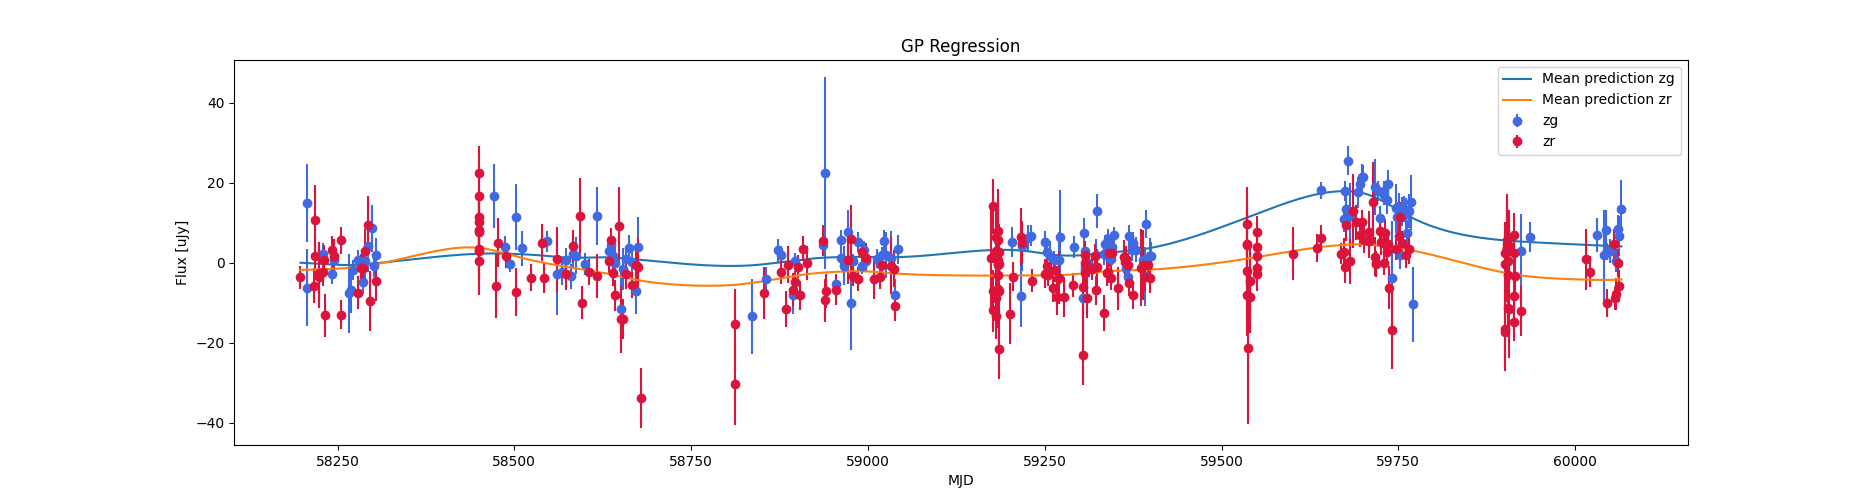 GP Regression
Flux [uJy]
40
20
0
−20
−40
Mean prediction zg
Mean prediction zr
zg
zr
58250 58500 58750 59000 59250 59500 59750 60000
MJD